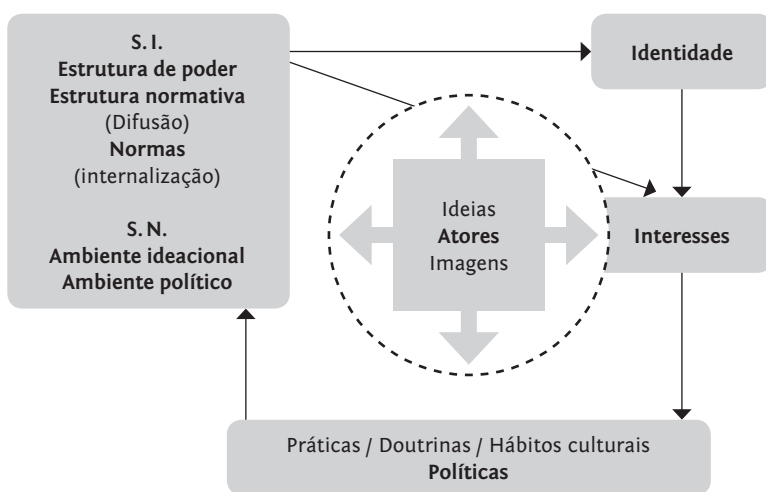 S. I.
Estrutura de poder
Estrutura normativa
(Difusão)
Normas
(internalização)
S. N.
Ambiente ideacional
Ambiente político
Identidade
Ideias
Atores
Imagens
Interesses
Práticas / Doutrinas / Hábitos culturais
Políticas